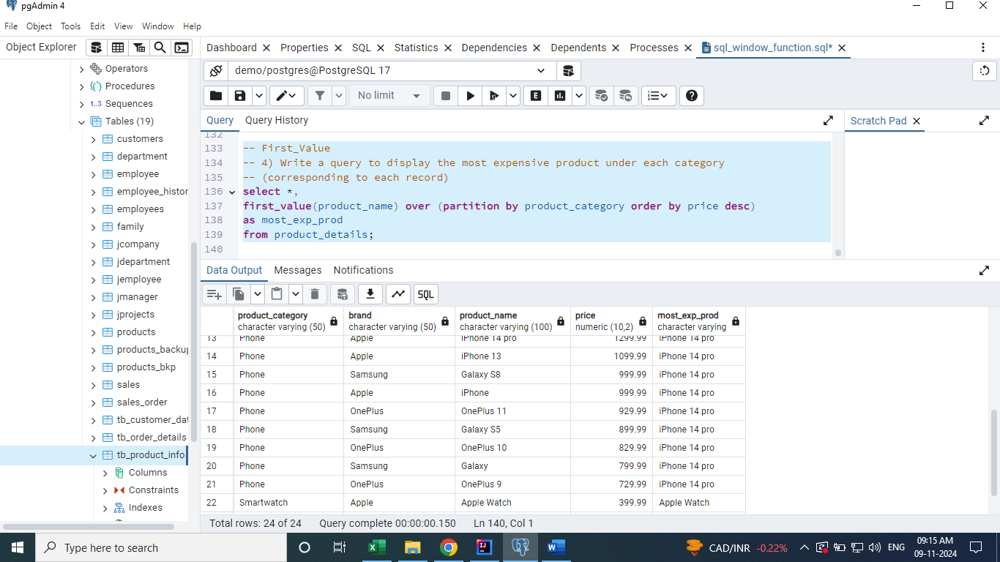 pgAdmin 4
File Object Tools Edit View Window Help
Object Explorer
Dashboard Properties SQL Statistics Dependencies Dependents Processes sql_window_function.sql*
Operators
Procedures
1..3 Sequences
Tables (19)
customers
department
employee
employee_histor
employees
family
jcompany
jdepartment
jemployee
jmanager
jprojects
products
products_backup
products_bkp
sales
sales_order
tb_customer_dat
tb_order_details
tb_product_info
Columns
Constraints
Indexes
demo/postgres@PostgreSQL 17
No limit
E
Query Query History
Scratch Pad
132
133 -- First_Value
134 -- 4) Write a query to display the most expensive product under each category
135 -- (corresponding to each record)
136 select *,
137 first_value(product_name) over (partition by product_category order by price desc)
138 as most_exp_prod
139 from product_details;
140
Data Output Messages Notifications
SQL
product_category brand product_name price most_exp_prod
character varying (50) character varying (50) character varying (100) numeric (10,2) character varying
13 Phone Apple iPhone 14 pro 1299.99 iPhone 14 pro
14 Phone Apple iPhone 13 1099.99 iPhone 14 pro
15 Phone Samsung Galaxy S8 999.99 iPhone 14 pro
16 Phone Apple iPhone 999.99 iPhone 14 pro
17 Phone OnePlus OnePlus 11 929.99 iPhone 14 pro
18 Phone Samsung Galaxy S5 899.99 iPhone 14 pro
19 Phone OnePlus OnePlus 10 829.99 iPhone 14 pro
20 Phone Samsung Galaxy 799.99 iPhone 14 pro
21 Phone OnePlus OnePlus 9 729.99 iPhone 14 pro
22 Smartwatch Apple Apple Watch 399.99 Apple Watch
Total rows: 24 of 24 Query complete 00:00:00.150 Ln 140, Col 1
Type here to search
CAD/INR -0.22%
ENG
09:15 AM
09-11-2024